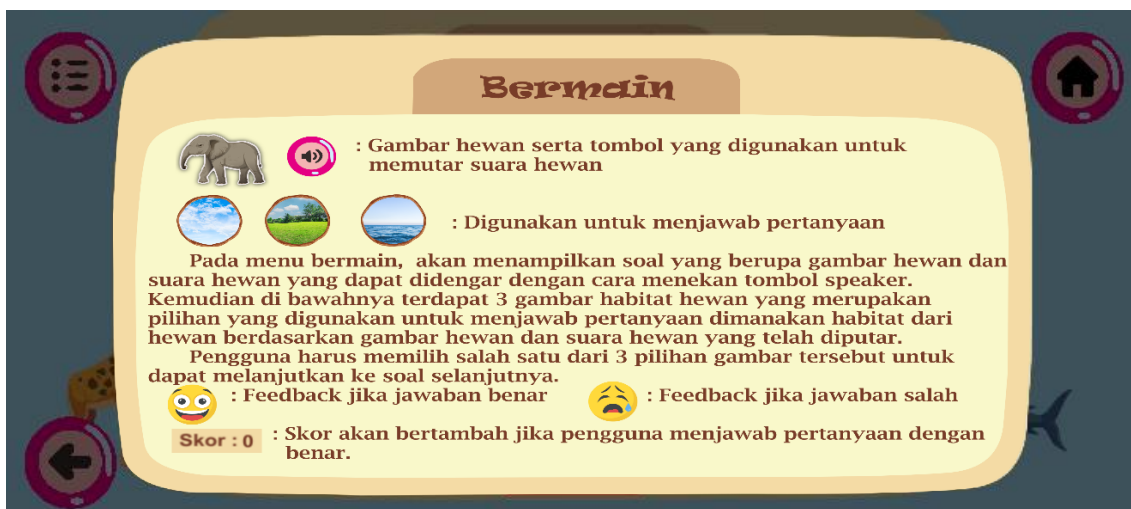 Bermain
: Gambar hewan serta tombol yang digunakan untuk
memutar suara hewan
: Digunakan untuk menjawab pertanyaan
Pada menu bermain, akan menampilkan soal yang berupa gambar hewan dan
suara hewan yang dapat didengar dengan cara menekan tombol speaker.
Kemudian di bawahnya terdapat 3 gambar habitat hewan yang merupakan
pilihan yang digunakan untuk menjawab pertanyaan dimanakan habitat dari
hewan berdasarkan gambar hewan dan suara hewan yang telah diputar.
Pengguna harus memilih salah satu dari 3 pilihan gambar tersebut untuk
dapat melanjutkan ke soal selanjutnya.
: Feedback jika jawaban benar : Feedback jika jawaban salah
Skor : 0 : Skor akan bertambah jika pengguna menjawab pertanyaan dengan
benar.